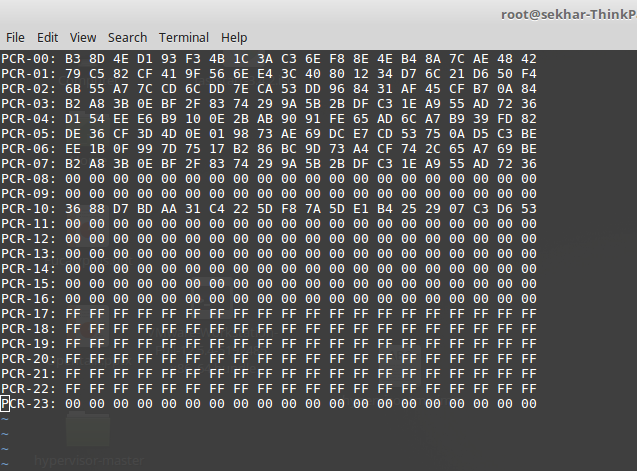 root@sekhar-ThinkP
File Edit View Search Terminal Help
PCR-00: B3 8D 4E D1 93 F3 4B 1C 3A C3 6E F8 8E 4E B4 8A 7C AE 48 42
PCR-01: 79 C5 82 CF 41 9F 56 6E E4 3C 40 80 12 34 D7 6C 21 D6 50 F4
PCR-02: 6B 55 A7 7C CD 6C DD 7E CA 53 DD 96 84 31 AF 45 CF B7 0A 84
PCR-03: B2 A8 3B 0E BF 2F 83 74 29 9A 5B 2B DF C3 1E A9 55 AD 72 36
PCR-04: D1 54 EE E6 B9 10 0E 2B AB 90 91 FE 65 AD 6C A7 B9 39 FD 82
PCR-05: DE 36 CF 3D 4D 0E 01 98 73 AE 69 DC E7 CD 53 75 0A D5 C3 BE
PCR-06: EE 1B 0F 99 7D 75 17 B2 86 BC 9D 73 A4 CF 74 2C 65 A7 69 BE
PCR-07: B2 A8 3B 0E BF 2F 83 74 29 9A 5B 2B DF C3 1E A9 55 AD 72 36
PCR-08: 00 00 00 00 00 00 00 00 00 00 00 00 00 00 00 00 00 00 00 00
PCR-09: 00 00 00 00 00 00 00 00 00 00 00 00 00 00 00 00 00 00 00 00
PCR-10: 36 88 D7 BD AA 31 C4 22 5D F8 7A 5D E1 B4 25 29 07 C3 D6 53
PCR-11: 00 00 00 00 00 00 00 00 00 00 00 00 00 00 00 00 00 00 00 00
PCR-12: 00 00 00 00 00 00 00 00 00 00 00 00 00 00 00 00 00 00 00 00
PCR-13: 00 00 00 00 00 00 00 00 00 00 00 00 00 00 00 00 00 00 00 00
PCR-14: 00 00 00 00 00 00 00 00 00 00 00 00 00 00 00 00 00 00 00 00
PCR-15: 00 00 00 00 00 00 00 00 00 00 00 00 00 00 00 00 00 00 00 00
PCR-16: 00 00 00 00 00 00 00 00 00 00 00 00 00 00 00 00 00 00 00 00
PCR-17: FF FF FF FF FF FF FF FF FF FF FF FF FF FF FF FF FF FF FF FF
PCR-18: FF FF FF FF FF FF FF FF FF FF FF FF FF FF FF FF FF FF FF FF
PCR-19: FF FF FF FF FF FF FF FF FF FF FF FF FF FF FF FF FF FF FF FF
PCR-20: FF FF FF FF FF FF FF FF FF FF FF FF FF FF FF FF FF FF FF FF
PCR-21: FF FF FF FF FF FF FF FF FF FF FF FF FF FF FF FF FF FF FF FF
PCR-22: FF FF FF FF FF FF FF FF FF FF FF FF FF FF FF FF FF FF FF FF
PCR-23: 00 00 00 00 00 00 00 00 00 00 00 00 00 00 00 00 00 00 00 00
~
~
~
hypervisor-master
~